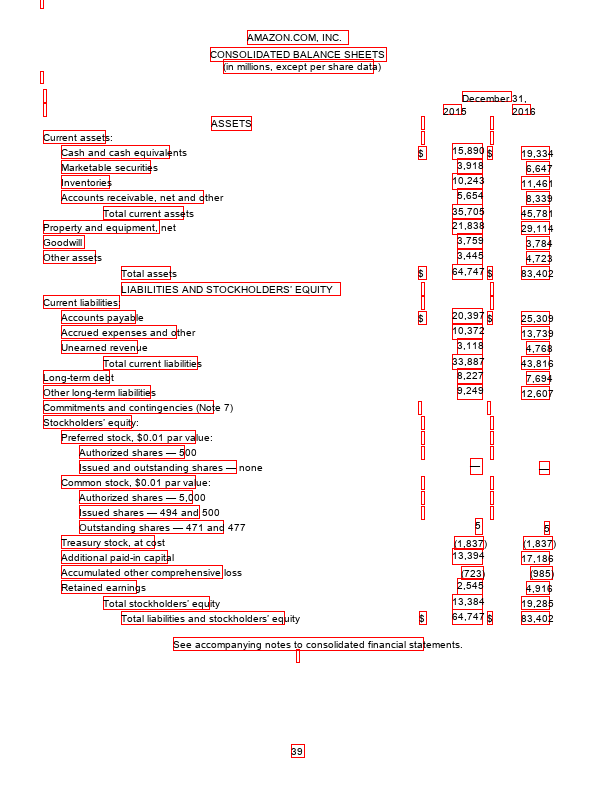 AMAZON.COM, INC.
CONSOLIDATED BALANCE SHEETS
(in millions, except per share data)
December 31,
2015 2016
ASSETS
Current assets:
Cash and cash equivalents $ 15,890 $ 19,334
Marketable securities 3,918 6,647
Inventories 10,243 11,461
Accounts receivable, net and other 5,654 8,339
Total current assets 35,705 45,781
Property and equipment, net 21,838 29,114
Goodwill 3,759 3,784
Other assets 3,445 4,723
Total assets $ 64,747 $ 83,402
LIABILITIES AND STOCKHOLDERS' EQUITY
Current liabilities:
Accounts payable $ 20,397 $ 25,309
Accrued expenses and other 10,372 13,739
Unearned revenue 3,118 4,768
Total current liabilities 33,887 43,816
Long-term debt 8,227 7,694
Other long-term liabilities 9,249 12,607
Commitments and contingencies (Note 7)
Stockholders' equity:
Preferred stock, $0.01 par value:
Authorized shares — 500
Issued and outstanding shares — none — —
Common stock, $0.01 par value:
Authorized shares — 5,000
Issued shares — 494 and 500
Outstanding shares — 471 and 477 5 5
Treasury stock, at cost (1,837) (1,837)
Additional paid-in capital 13,394 17,186
Accumulated other comprehensive loss (723) (985)
Retained earnings 2,545 4,916
Total stockholders' equity 13,384 19,285
Total liabilities and stockholders' equity $ 64,747 $ 83,402
See accompanying notes to consolidated financial statements.
39